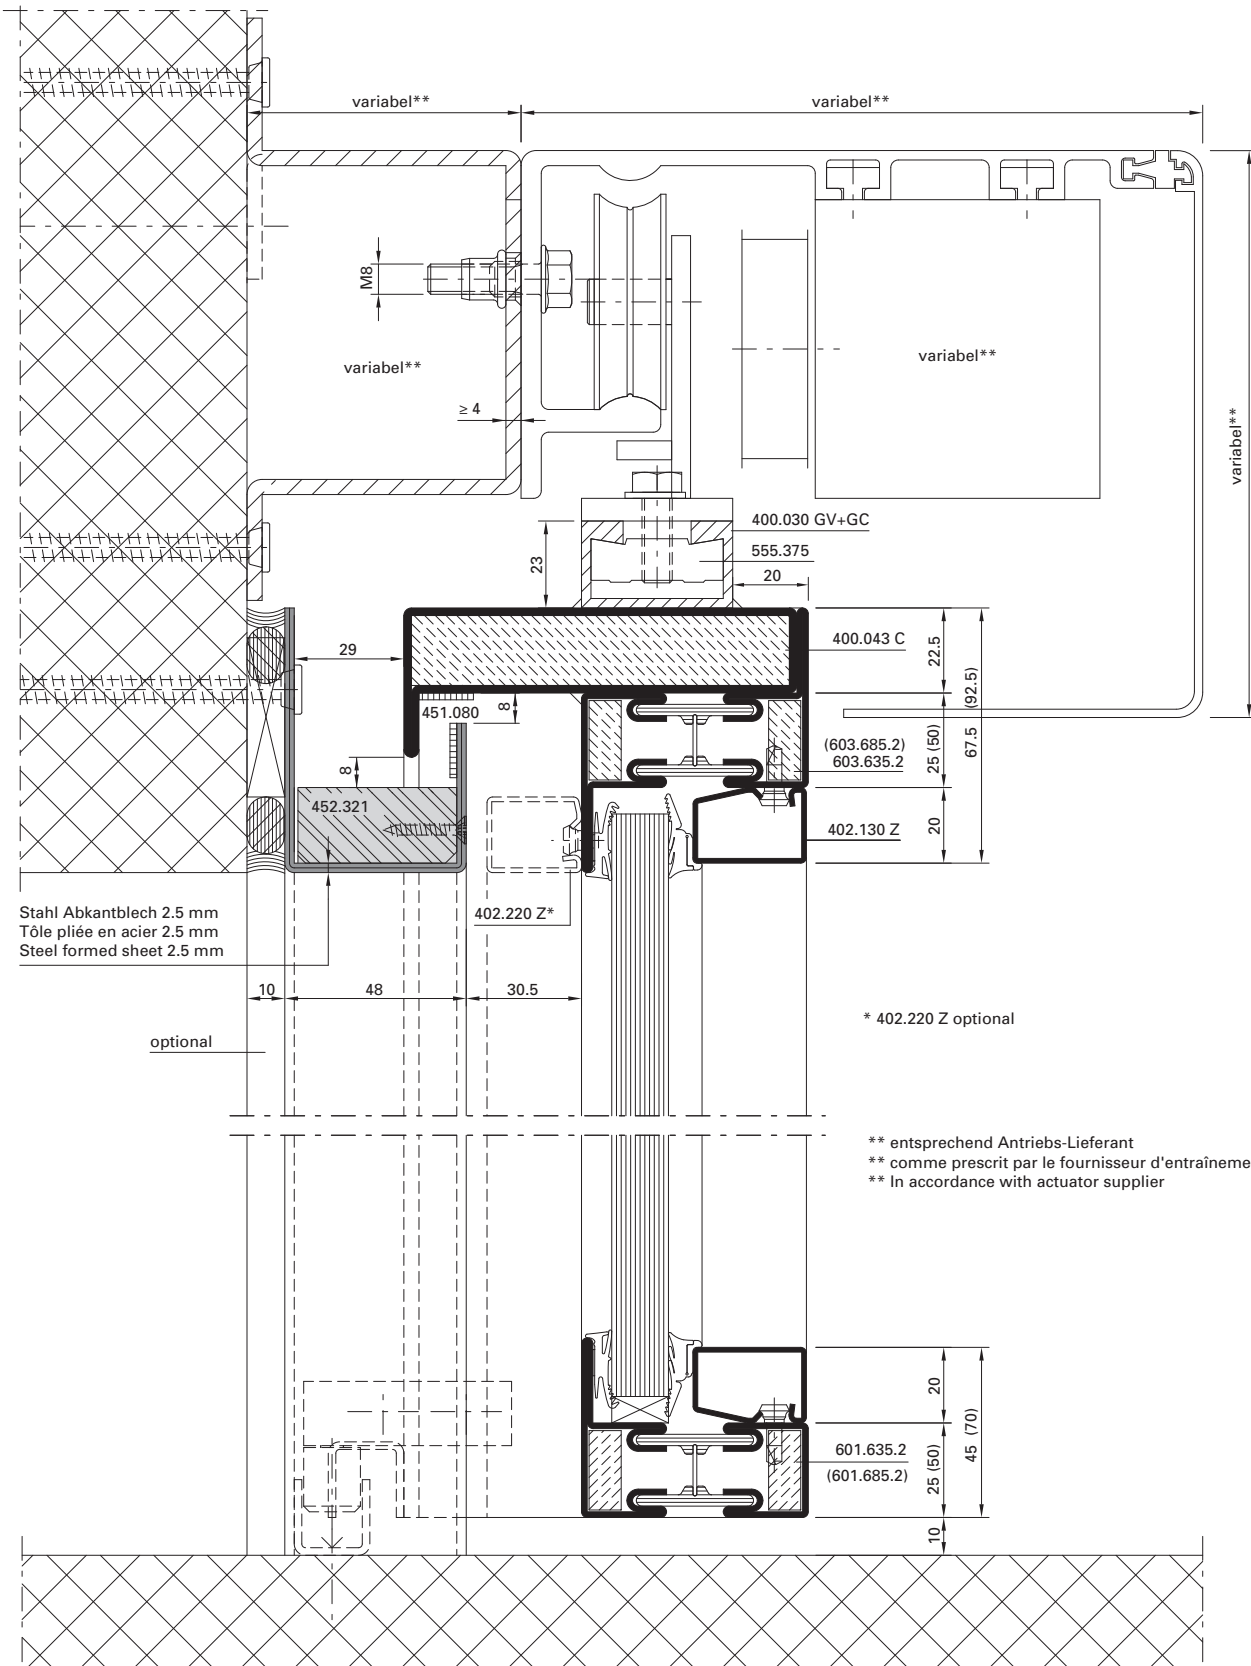 variabel**
variabel**
M8
variabel**
variabel**
variabel**
≥ 4
400.030 GV+GC
555.375
23
20
29
400.043 C
22.5
67.5 (92.5)
451.080
8
(603.685.2)
603.635.2
25 (50)
8
452.321
402.130 Z
20
Stahl Abkantblech 2.5 mm
Tôle pliée en acier 2.5 mm
Steel formed sheet 2.5 mm
402.220 Z*
10
48
30.5
* 402.220 Z optional
optional
** entsprechend Antriebs-Lieferant
** comme prescrit par le fournisseur d'entraîneme
** In accordance with actuator supplier
20
45 (70)
601.635.2
(601.685.2)
25 (50)
10